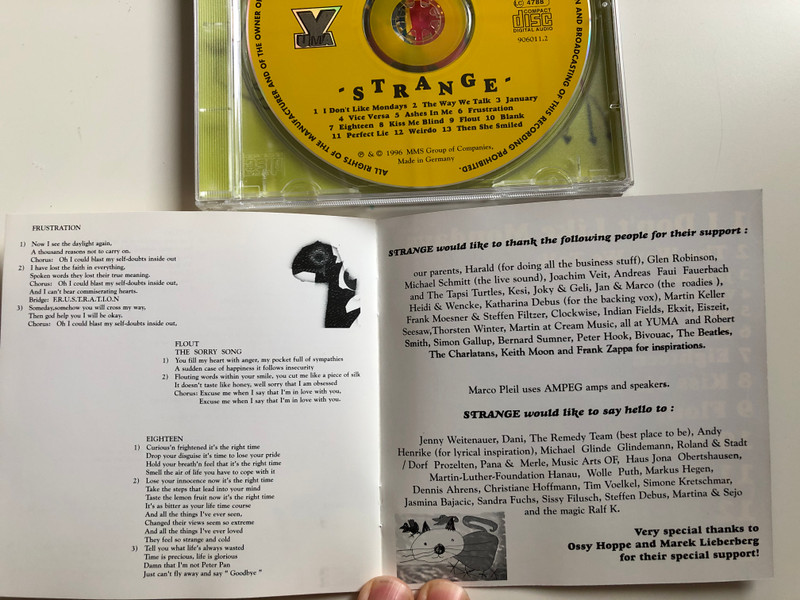 ALL RIGHTS OF THE MANUFACTURER AND OF THE OWNER OF
N AND BROADCASTING OF THIS RECORDING PROHIBITED.
YUMA
LC 4788
COMPACT
disc
DIGITAL AUDIO
906011.2
- STRANGE -
1 I Don't Like Mondays 2 The Way We Talk 3 January
4 Vice Versa 5 Ashes In Me 6 Frustration
7 Eighteen 8 Kiss Me Blind 9 Flout 10 Blank
11 Perfect Lie 12 Weirdo 13 Then She Smiled
℗ & © 1996 MMS Group of Companies,
Made in Germany
FRUSTRATION
1) Now I see the daylight again,
A thousand reasons not to carry on.
Chorus: Oh I could blast my self-doubts inside out
2) I have lost the faith in everything,
Spoken words they lost their true meaning.
Chorus: Oh I could blast my self-doubts inside out,
And I can't bear commiserating hearts.
Bridge: F.R.U.S.T.R.A.T.I.O.N
3) Someday,somehow you will cross my way,
Then god help you I will be okay.
Chorus: Oh I could blast my self-doubts inside out,
FLOUT
THE SORRY SONG
1) You fill my heart with anger, my pocket full of sympathies
A sudden case of happiness it follows insecurity
2) Flouting words within your smile, you cut me like a piece of silk
It doesn't taste like honey, well sorry that I am obsessed
Chorus: Excuse me when I say that I'm in love with you,
Excuse me when I say that I'm in love with you.
EIGHTEEN
1) Curious'n frightened it's the right time
Drop your disguise it's time to lose your pride
Hold your breath'n feel that it's the right time
Smell the air of life you have to cope with it
2) Lose your innocence now it's the right time
Take the steps that lead into your mind
Taste the lemon fruit now it's the right time
It's as bitter as your life time course
And all the things I've ever seen,
Changed their views seem so extreme
And all the things I've ever loved
They feel so strange and cold
3) Tell you what life's always wasted
Time is precious, life is glorious
Damn that I'm not Peter Pan
Just can't fly away and say " Goodbye "
STRANGE would like to thank the following people for their support :
our parents, Harald (for doing all the business stuff), Glen Robinson,
Michael Schmitt (the live sound), Joachim Veit, Andreas Faui Fauerbach
and The Tapsi Turtles, Kesi, Joky & Geli, Jan & Marco (the roadies ),
Heidi & Wencke, Katharina Debus (for the backing vox), Martin Keller
Frank Moesner & Steffen Filtzer, Clockwise, Indian Fields, Ekxit, Eiszeit,
Seesaw,Thorsten Winter, Martin at Cream Music, all at YUMA and Robert
Smith, Simon Gallup, Bernard Sumner, Peter Hook, Bivouac, The Beatles,
The Charlatans, Keith Moon and Frank Zappa for inspirations.
Marco Pleil uses AMPEG amps and speakers.
STRANGE would like to say hello to :
Jenny Weitenauer, Dani, The Remedy Team (best place to be), Andy
Henrike (for lyrical inspiration), Michael Glinde Glindemann, Roland & Stadt
/ Dorf Prozelten, Pana & Merle, Music Arts OF, Haus Jona Obertshausen,
Martin-Luther-Foundation Hanau, Wolle Puth, Markus Hegen,
Dennis Ahrens, Christiane Hoffmann, Tim Voelkel, Simone Kretschmar,
Jasmina Bajacic, Sandra Fuchs, Sissy Filusch, Steffen Debus, Martina & Sejo
and the magic Ralf K.
Very special thanks to
Ossy Hoppe and Marek Lieberberg
for their special support!